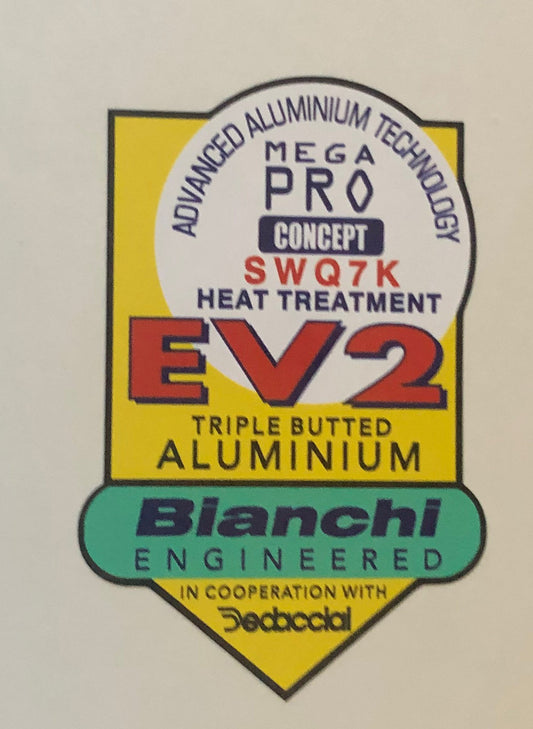 ADVANCED ALUMINIUM TECHNOLOGY
MEGA
PRO
CONCEPT
SWQ7K
HEAT TREATMENT
EV2
TRIPLE BUTTED
ALUMINIUM
Bianchi
ENGINEERED
IN COOPERATION WITH
Dedacciai